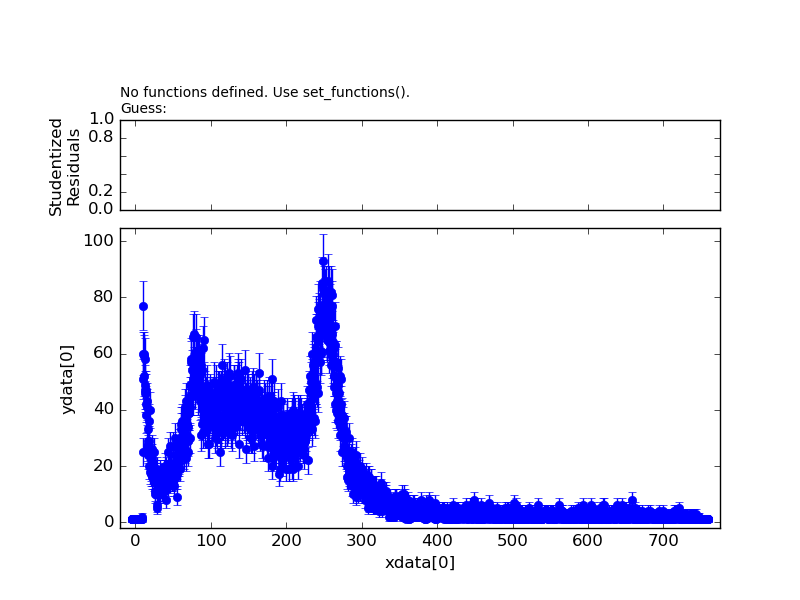 No functions defined. Use set_functions().
Guess:
Studentized
Residuals
1.0
0.8
0.2
0.0
ydata[0]
100
80
60
40
20
0
0 100 200 300 400 500 600 700
xdata[0]